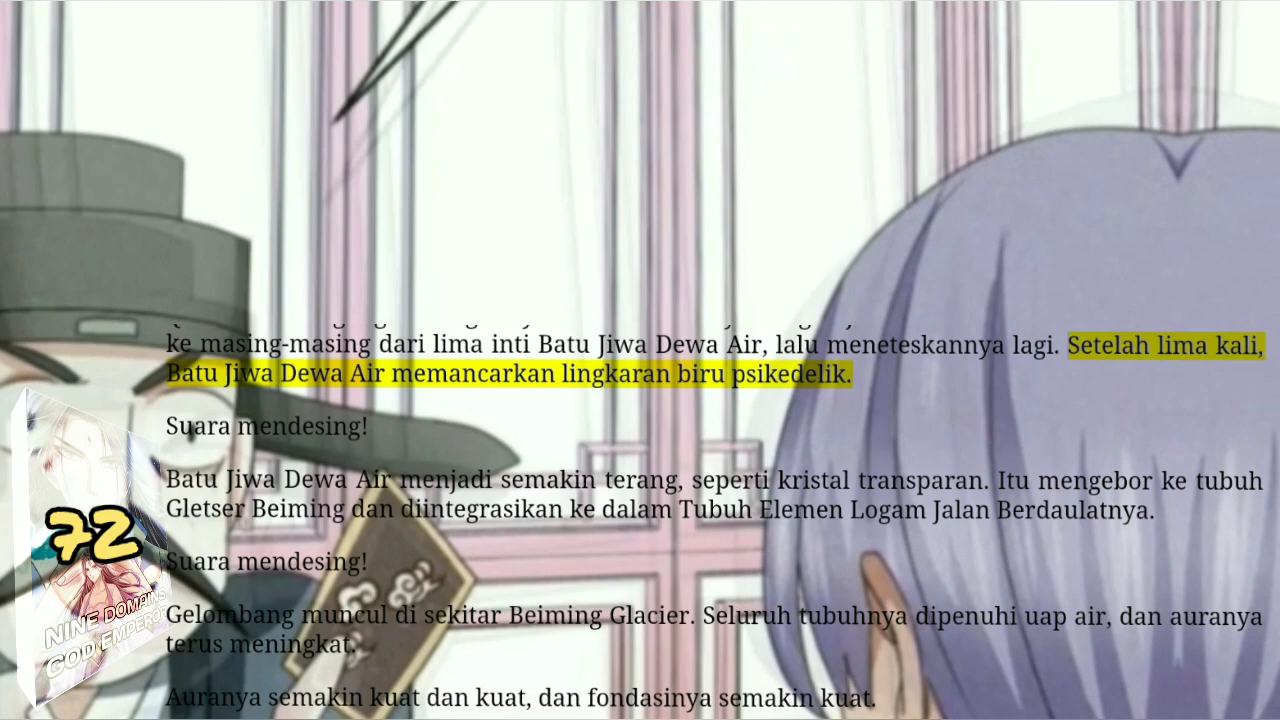 ke masing-masing dari lima inti Batu Jiwa Dewa Air, lalu meneteskannya lagi. Setelah lima kali,
Batu Jiwa Dewa Air memancarkan lingkaran biru psikedelik.
Suara mendesing!
Batu Jiwa Dewa Air menjadi semakin terang, seperti kristal transparan. Itu mengebor ke tubuh
Gletser Beiming dan diintegrasikan ke dalam Tubuh Elemen Logam Jalan Berdaulatnya.
Suara mendesing!
Gelombang muncul di sekitar Beiming Glacier. Seluruh tubuhnya dipenuhi uap air, dan auranya
terus meningkat.
Auranya semakin kuat dan kuat, dan fondasinya semakin kuat.
72
NINE DOMAINS
GOD EMPEROR